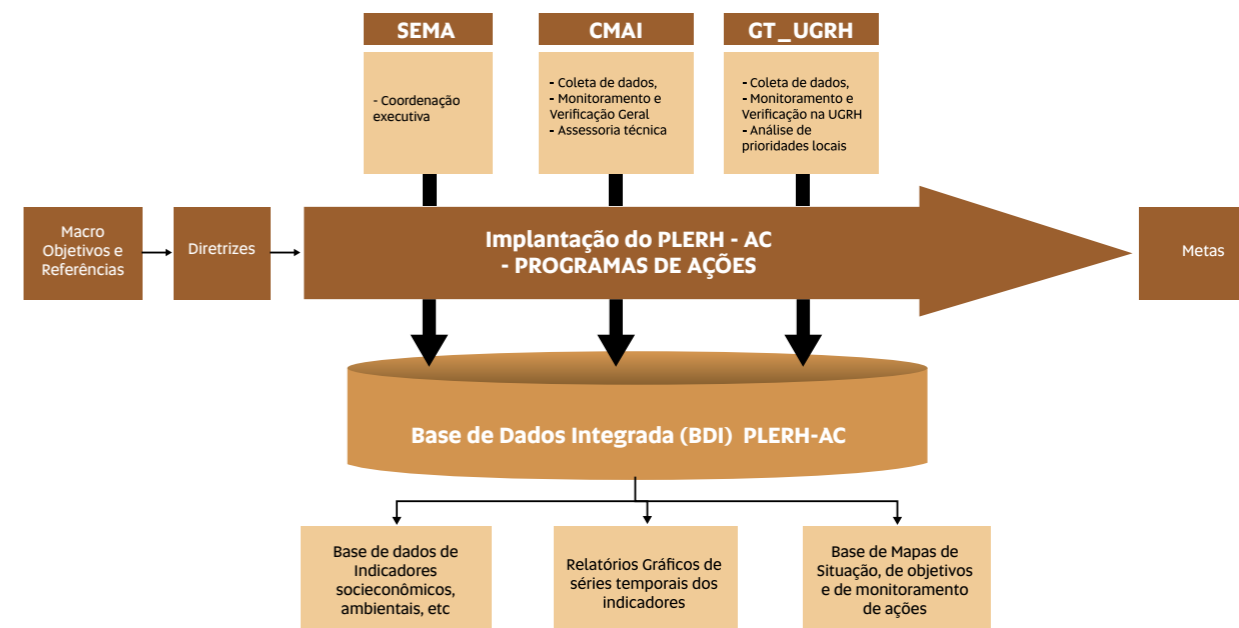 SEMA
- Coordenação
executiva
CMAI
- Coleta de dados,
- Monitoramento e
Verificação Geral
- Assessoria técnica
GT_UGRH
- Coleta de dados,
- Monitoramento e
Verificação na UGRH
- Análise de
prioridades locais
Macro
Objetivos e
Referências
Diretrizes
Implantação do PLERH - AC
- PROGRAMAS DE AÇÕES
Metas
Base de Dados Integrada (BDI) PLERH-AC
Base de dados de
Indicadores
socieconômicos,
ambientais, etc
Relatórios Gráficos de
séries temporais dos
indicadores
Base de Mapas de
Situação, de objetivos
e de monitoramento
de ações